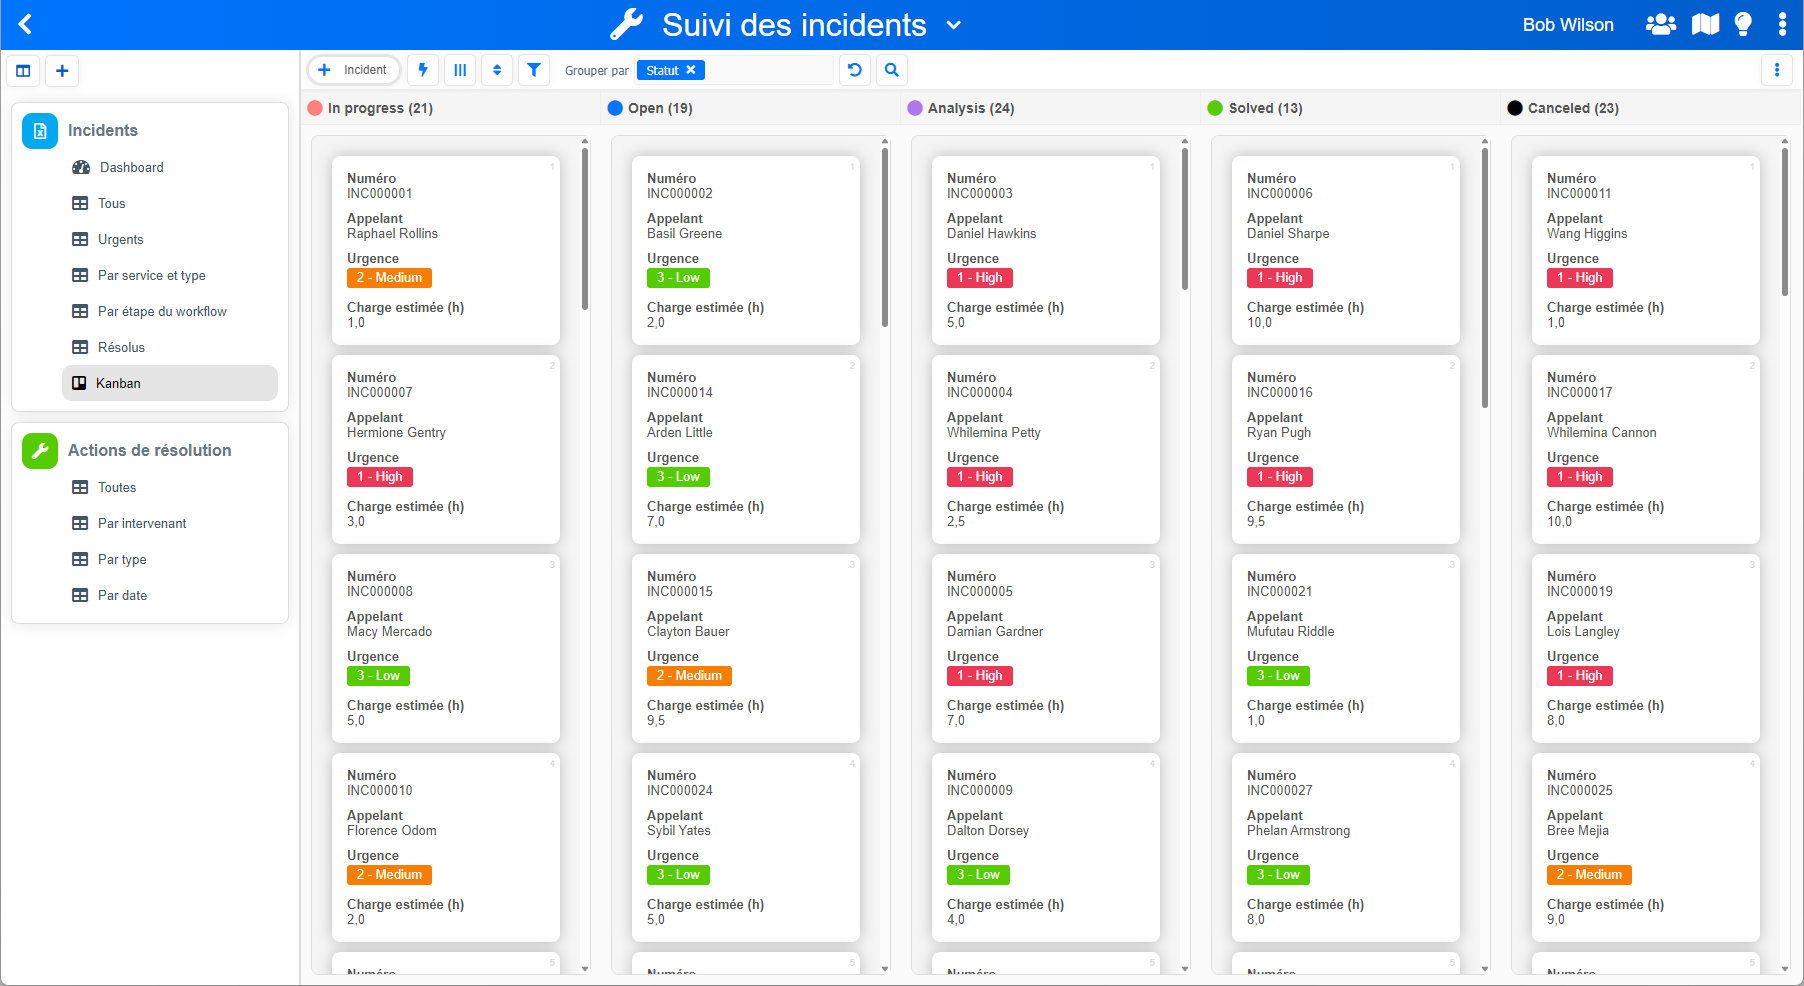 Suivi des incidents
Bob Wilson
Incident
Grouper par
Statut
Incidents
Dashboard
Tous
Urgents
Par service et type
Par étape du workflow
Résolus
Kanban
Actions de résolution
Toutes
Par intervenant
Par type
Par date
In progress (21)
1
Numéro
INC000001
Appelant
Raphael Rollins
Urgence
2 - Medium
Charge estimée (h)
1,0
2
Numéro
INC000007
Appelant
Hermione Gentry
Urgence
1 - High
Charge estimée (h)
3,0
3
Numéro
INC000008
Appelant
Macy Mercado
Urgence
3 - Low
Charge estimée (h)
5,0
4
Numéro
INC000010
Appelant
Florence Odom
Urgence
2 - Medium
Charge estimée (h)
2,0
5
Numéro
Open (19)
1
Numéro
INC000002
Appelant
Basil Greene
Urgence
3 - Low
Charge estimée (h)
2,0
2
Numéro
INC000014
Appelant
Arden Little
Urgence
3 - Low
Charge estimée (h)
7,0
3
Numéro
INC000015
Appelant
Clayton Bauer
Urgence
2 - Medium
Charge estimée (h)
9,5
4
Numéro
INC000024
Appelant
Sybil Yates
Urgence
3 - Low
Charge estimée (h)
5,0
5
Numéro
Analysis (24)
1
Numéro
INC000003
Appelant
Daniel Hawkins
Urgence
1 - High
Charge estimée (h)
5,0
2
Numéro
INC000004
Appelant
Whilemina Petty
Urgence
1 - High
Charge estimée (h)
2,5
3
Numéro
INC000005
Appelant
Damian Gardner
Urgence
1 - High
Charge estimée (h)
7,0
4
Numéro
INC000009
Appelant
Dalton Dorsey
Urgence
3 - Low
Charge estimée (h)
4,0
5
Numéro
Solved (13)
1
Numéro
INC000006
Appelant
Daniel Sharpe
Urgence
1 - High
Charge estimée (h)
10,0
2
Numéro
INC000016
Appelant
Ryan Pugh
Urgence
1 - High
Charge estimée (h)
9,5
3
Numéro
INC000021
Appelant
Mufutau Riddle
Urgence
3 - Low
Charge estimée (h)
1,0
4
Numéro
INC000027
Appelant
Phelan Armstrong
Urgence
3 - Low
Charge estimée (h)
8,0
5
Numéro
Canceled (23)
1
Numéro
INC000011
Appelant
Wang Higgins
Urgence
1 - High
Charge estimée (h)
1,0
2
Numéro
INC000017
Appelant
Whilemina Cannon
Urgence
1 - High
Charge estimée (h)
10,0
3
Numéro
INC000019
Appelant
Lois Langley
Urgence
1 - High
Charge estimée (h)
8,0
4
Numéro
INC000025
Appelant
Bree Mejia
Urgence
2 - Medium
Charge estimée (h)
9,0
5
Numéro